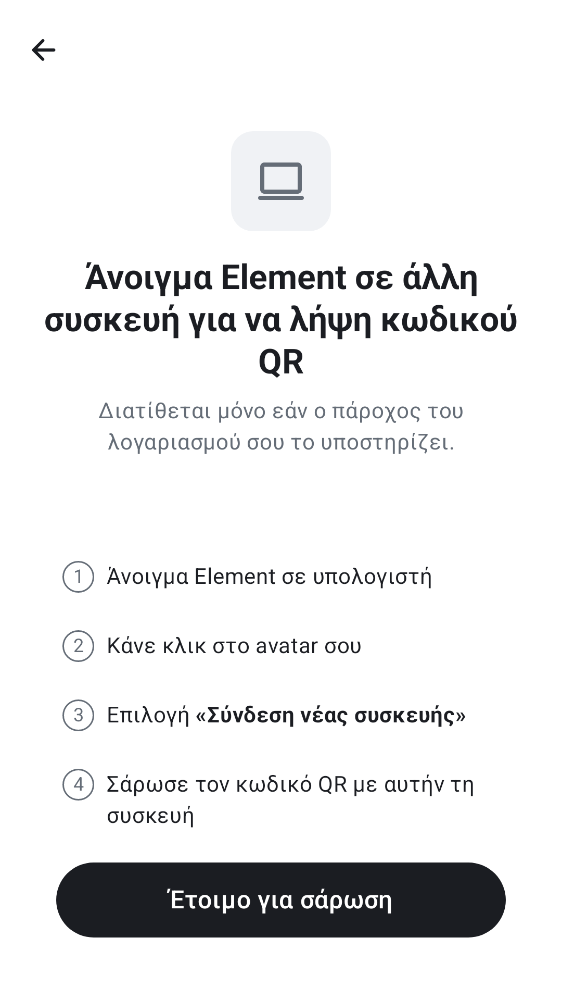 Άνοιγμα Element σε άλλη
συσκευή για να λήψη κωδικού
QR
Διατίθεται μόνο εάν ο πάροχος του
λογαριασμού σου το υποστηρίζει.
1 Άνοιγμα Element σε υπολογιστή
2 Κάνε κλικ στο avatar σου
3 Επιλογή «Σύνδεση νέας συσκευής»
4 Σάρωσε τον κωδικό QR με αυτήν τη
συσκευή
Έτοιμο για σάρωση